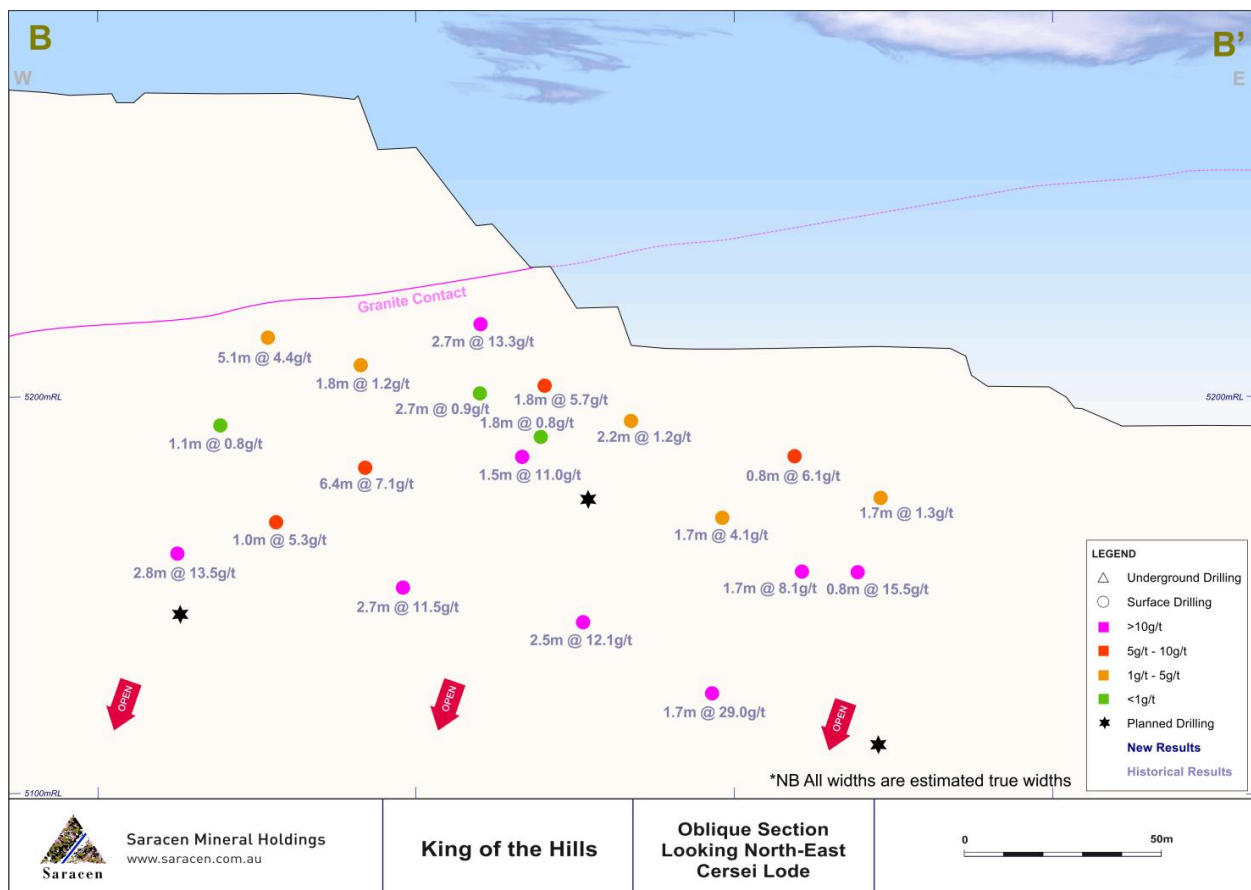 B
B'
W
E
Granite Contact
2.7m @ 13.3g/t
5.1m @ 4.4g/t
1.8m @ 1.2g/t
5200mRL
5200mRL
2.7m @ 0.9g/t
1.8m @ 5.7g/t
1.8m @ 0.8g/t
2.2m @ 1.2g/t
1.1m @ 0.8g/t
6.4m @ 7.1g/t
1.5m @ 11.0g/t
0.8m @ 6.1g/t
1.7m @ 1.3g/t
1.0m @ 5.3g/t
1.7m @ 4.1g/t
2.8m @ 13.5g/t
2.7m @ 11.5g/t
1.7m @ 8.1g/t
0.8m @ 15.5g/t
2.5m @ 12.1g/t
1.7m @ 29.0g/t
OPEN
OPEN
OPEN
LEGEND
Underground Drilling
Surface Drilling
>10g/t
5g/t - 10g/t
1g/t - 5g/t
<1g/t
Planned Drilling
New Results
Historical Results
*NB All widths are estimated true widths
5100mRL
Saracen
Saracen Mineral Holdings
www.saracen.com.au
King of the Hills
Oblique Section
Looking North-East
Cersei Lode
0
50m